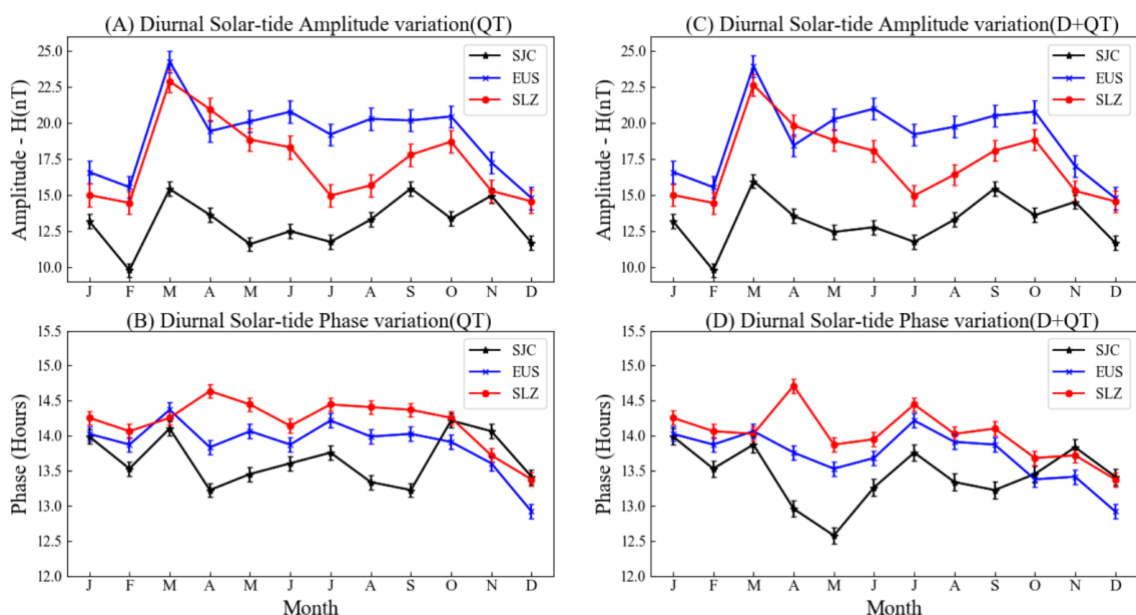 (A) Diurnal Solar-tide Amplitude variation(QT)
25.0
22.5
20.0
17.5
15.0
12.5
10.0
Amplitude - H(nT)
SJC
EUS
SLZ
J F M A M J J A S O N D
(C) Diurnal Solar-tide Amplitude variation(D+QT)
25.0
22.5
20.0
17.5
15.0
12.5
10.0
Amplitude - H(nT)
SJC
EUS
SLZ
J F M A M J J A S O N D
(B) Diurnal Solar-tide Phase variation(QT)
15.5
15.0
14.5
14.0
13.5
13.0
12.5
12.0
Phase (Hours)
SJC
EUS
SLZ
J F M A M J J A S O N D
Month
(D) Diurnal Solar-tide Phase variation(D+QT)
15.5
15.0
14.5
14.0
13.5
13.0
12.5
12.0
Phase (Hours)
SJC
EUS
SLZ
J F M A M J J A S O N D
Month